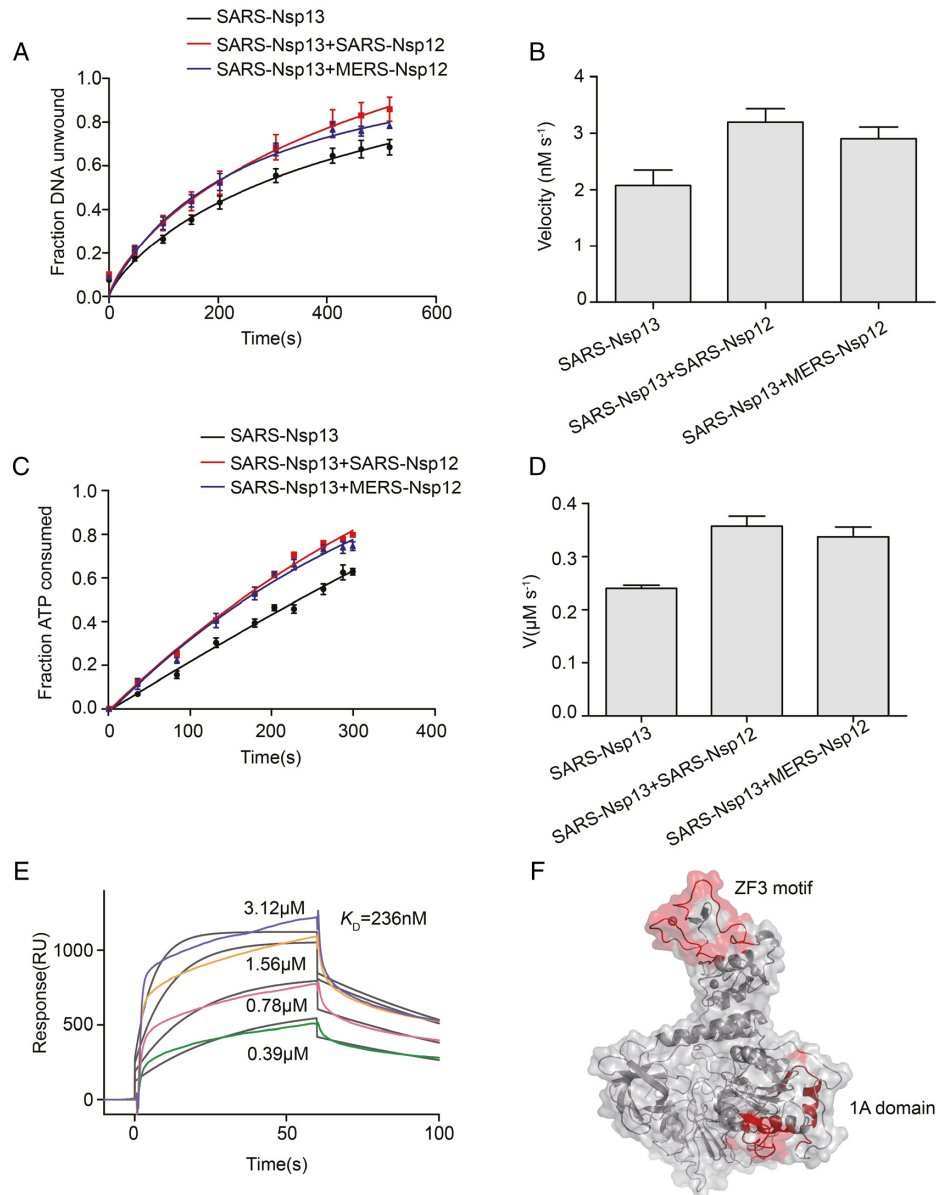 A
SARS-Nsp13
SARS-Nsp13+SARS-Nsp12
SARS-Nsp13+MERS-Nsp12
Fraction DNA unwound
1.0
0.8
0.6
0.4
0.2
0.0
0
200
400
600
Time(s)
B
Velocity (nM s⁻¹)
4
3
2
1
0
SARS-Nsp13
SARS-Nsp13+SARS-Nsp12
SARS-Nsp13+MERS-Nsp12
C
SARS-Nsp13
SARS-Nsp13+SARS-Nsp12
SARS-Nsp13+MERS-Nsp12
Fraction ATP consumed
1.0
0.8
0.6
0.4
0.2
0.0
0
100
200
300
400
Time(s)
D
V(μM s⁻¹)
0.4
0.3
0.2
0.1
0.0
SARS-Nsp13
SARS-Nsp13+SARS-Nsp12
SARS-Nsp13+MERS-Nsp12
E
Response(RU)
1000
500
0
3.12μM
K_D=236nM
1.56μM
0.78μM
0.39μM
0
50
100
Time(s)
F
ZF3 motif
1A domain